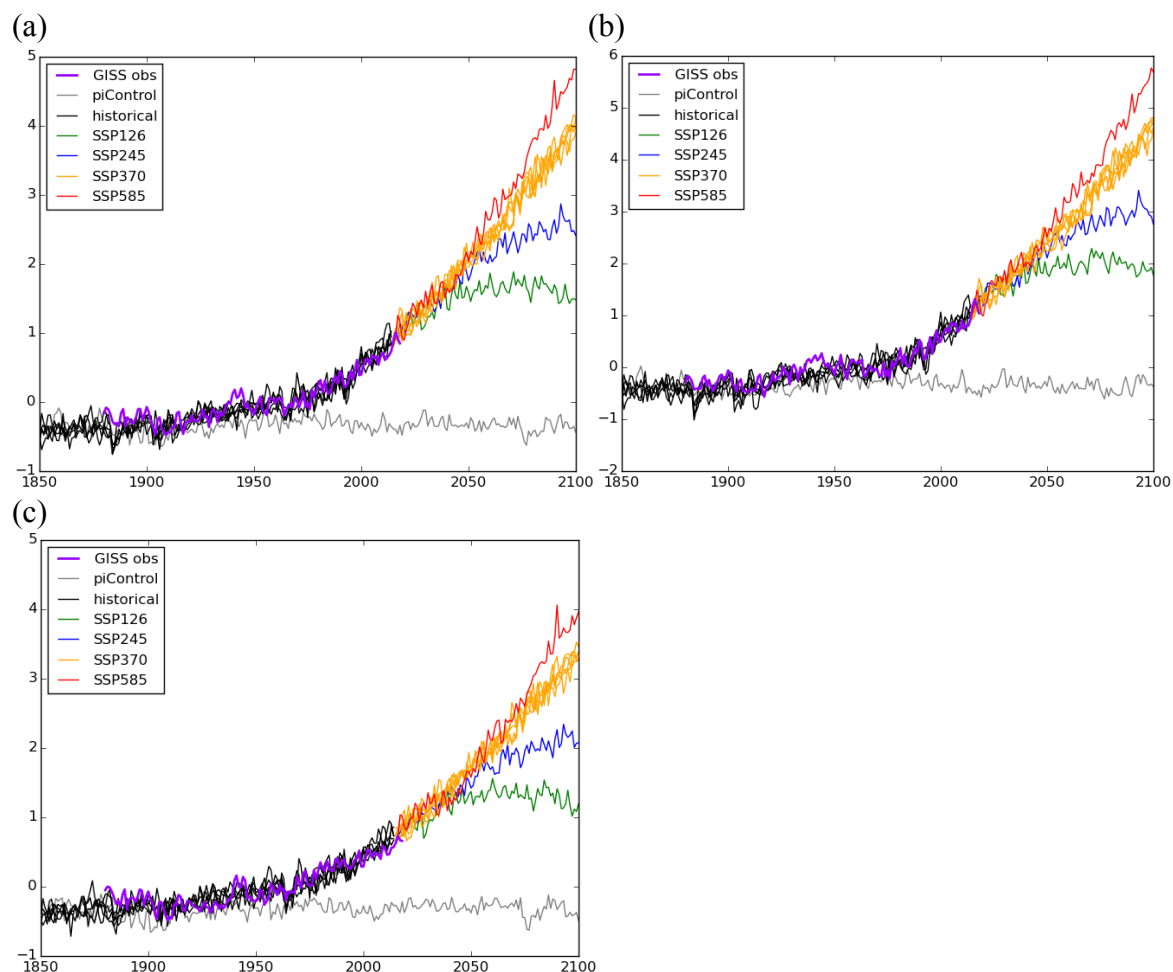 (a)
5
4
3
2
1
0
−1
GISS obs
piControl
historical
SSP126
SSP245
SSP370
SSP585
1850 1900 1950 2000 2050 2100
(b)
6
5
4
3
2
1
0
−1
−2
GISS obs
piControl
historical
SSP126
SSP245
SSP370
SSP585
1850 1900 1950 2000 2050 2100
(c)
5
4
3
2
1
0
−1
GISS obs
piControl
historical
SSP126
SSP245
SSP370
SSP585
1850 1900 1950 2000 2050 2100